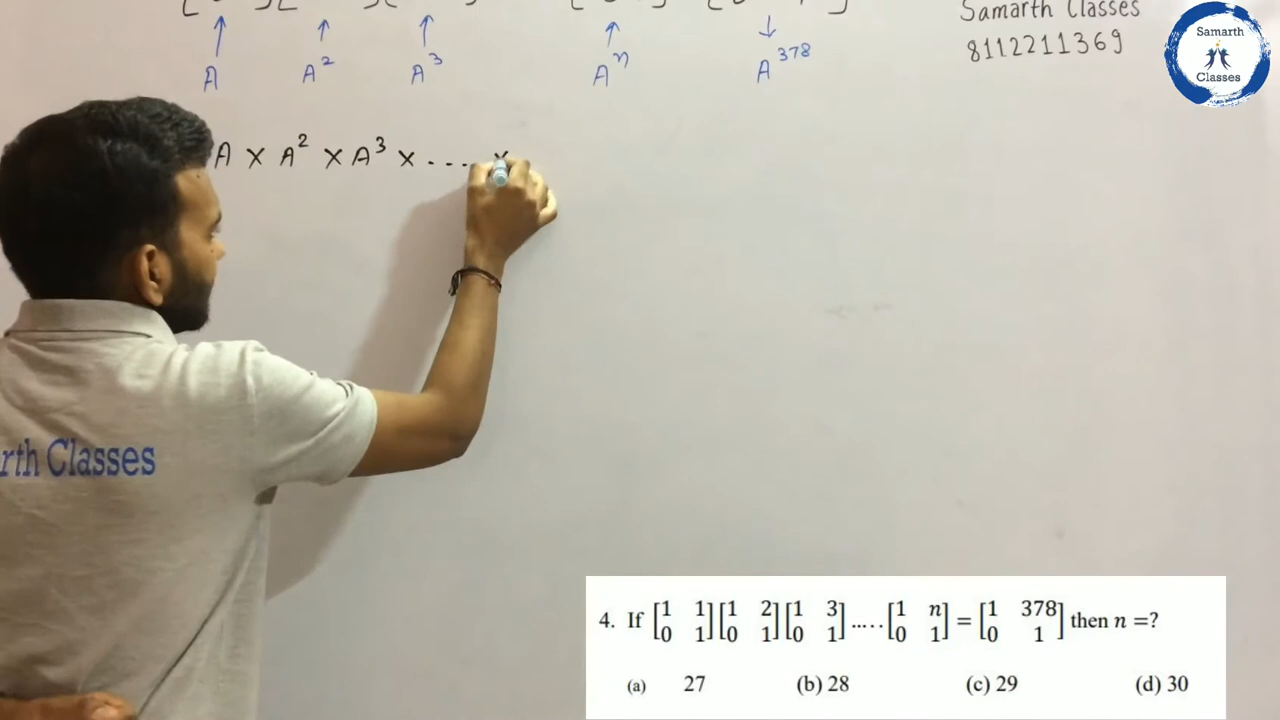 Samarth Classes
8112211369
Samarth
Classes
A A² A³ Aⁿ A³⁷⁸
A × A² × A³ × .... ×
rth Classes
4. If [1 1 [1 2 [1 3 ..... [1 n = [1 378 then n =?
0 1] 0 1] 0 1] 0 1] 0 1]
(a) 27 (b) 28 (c) 29 (d) 30